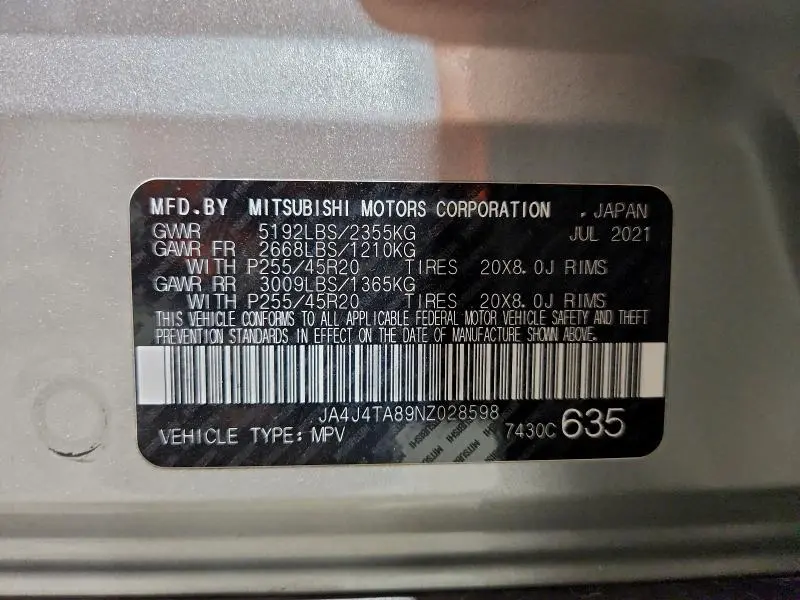 MFD.BY MITSUBISHI MOTORS CORPORATION , JAPAN
GVWR 5192LBS/2355KG JUL 2021
GAWR FR 2668LBS/1210KG
WITH P255/45R20 TIRES 20X8.0J RIMS
GAWR RR 3009LBS/1365KG
WITH P255/45R20 TIRES 20X8.0J RIMS
THIS VEHICLE CONFORMS TO ALL APPLICABLE FEDERAL MOTOR VEHICLE SAFETY AND THEFT
PREVENTION STANDARDS IN EFFECT ON THE DATE OF MANUFACTURE SHOWN ABOVE.
JA4J4TA89NZ028598
VEHICLE TYPE:MPV 7430C 635
MITSUBISHI